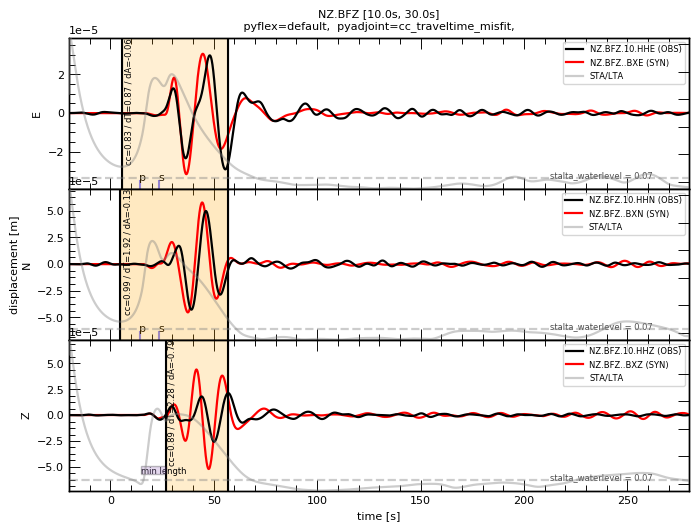 NZ.BFZ [10.0s, 30.0s]
pyflex=default,  pyadjoint=cc_traveltime_misfit,
1e−5
NZ.BFZ.10.HHE (OBS)
NZ.BFZ..BXE (SYN)
STA/LTA
2
0
−2
E
cc=0.83 / dT=0.87 / dA=-0.06
p
s
stalta_waterlevel = 0.07
1e−5
NZ.BFZ.10.HHN (OBS)
NZ.BFZ..BXN (SYN)
STA/LTA
5.0
2.5
0.0
−2.5
−5.0
displacement [m]
N
cc=0.99 / dT=1.92 / dA=-0.13
p
s
stalta_waterlevel = 0.07
1e−5
NZ.BFZ.10.HHZ (OBS)
NZ.BFZ..BXZ (SYN)
STA/LTA
5.0
2.5
0.0
−2.5
−5.0
Z
min length
stalta_waterlevel = 0.07
0
50
100
150
200
250
time [s]